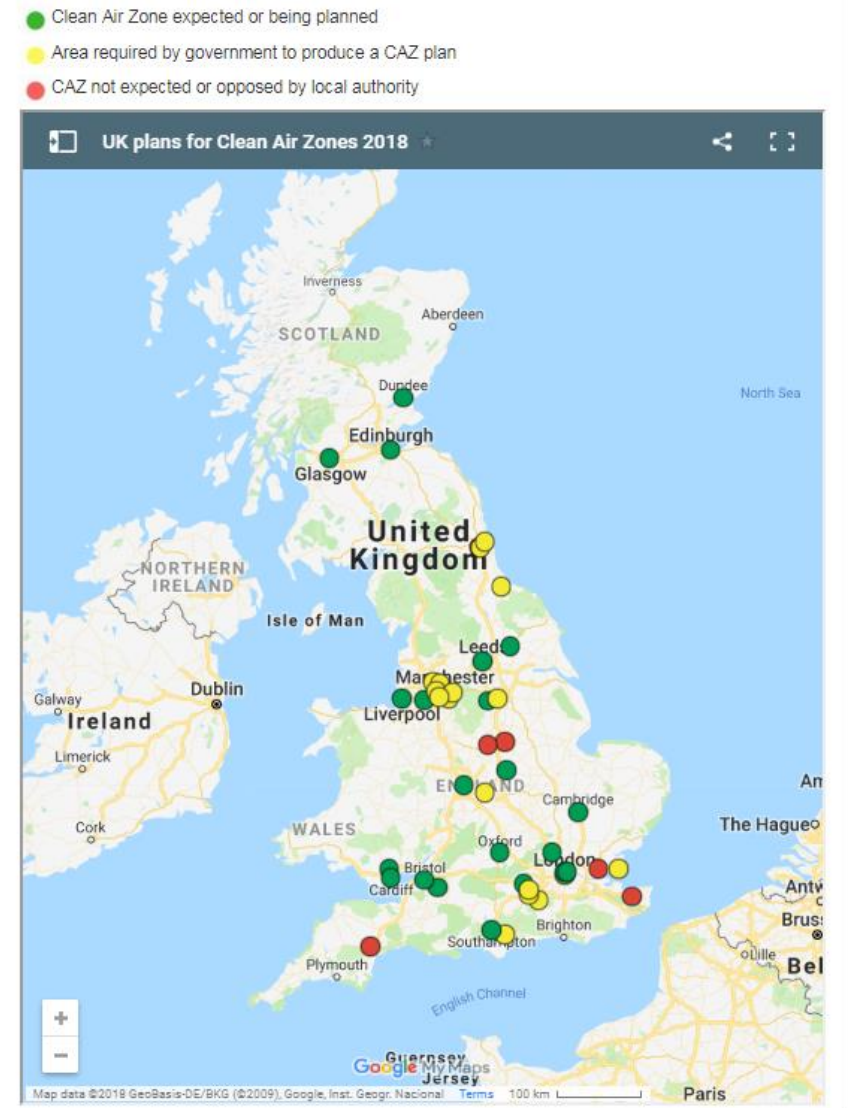 Clean Air Zone expected or being planned
Area required by government to produce a CAZ plan
CAZ not expected or opposed by local authority
UK plans for Clean Air Zones 2018
Inverness
Aberdeen
SCOTLAND
North Sea
Dundee
Edinburgh
Glasgow
United
Kingdom
NORTHERN
IRELAND
Isle of Man
Leeds
Manchester
Dublin
Galway
Liverpool
Ireland
Limerick
ENGLAND
Am
Cambridge
The Hague
Cork
WALES
Oxford
London
Bristol
Cardiff
Antw
Brighton
Bruss
Southampton
Lille
Plymouth
Bel
English Channel
+
−
Guernsey
Google My Maps
Jersey
Map data ©2018 GeoBasis-DE/BKG (©2009), Google, Inst. Geogr. Nacional Terms 100 km
Paris